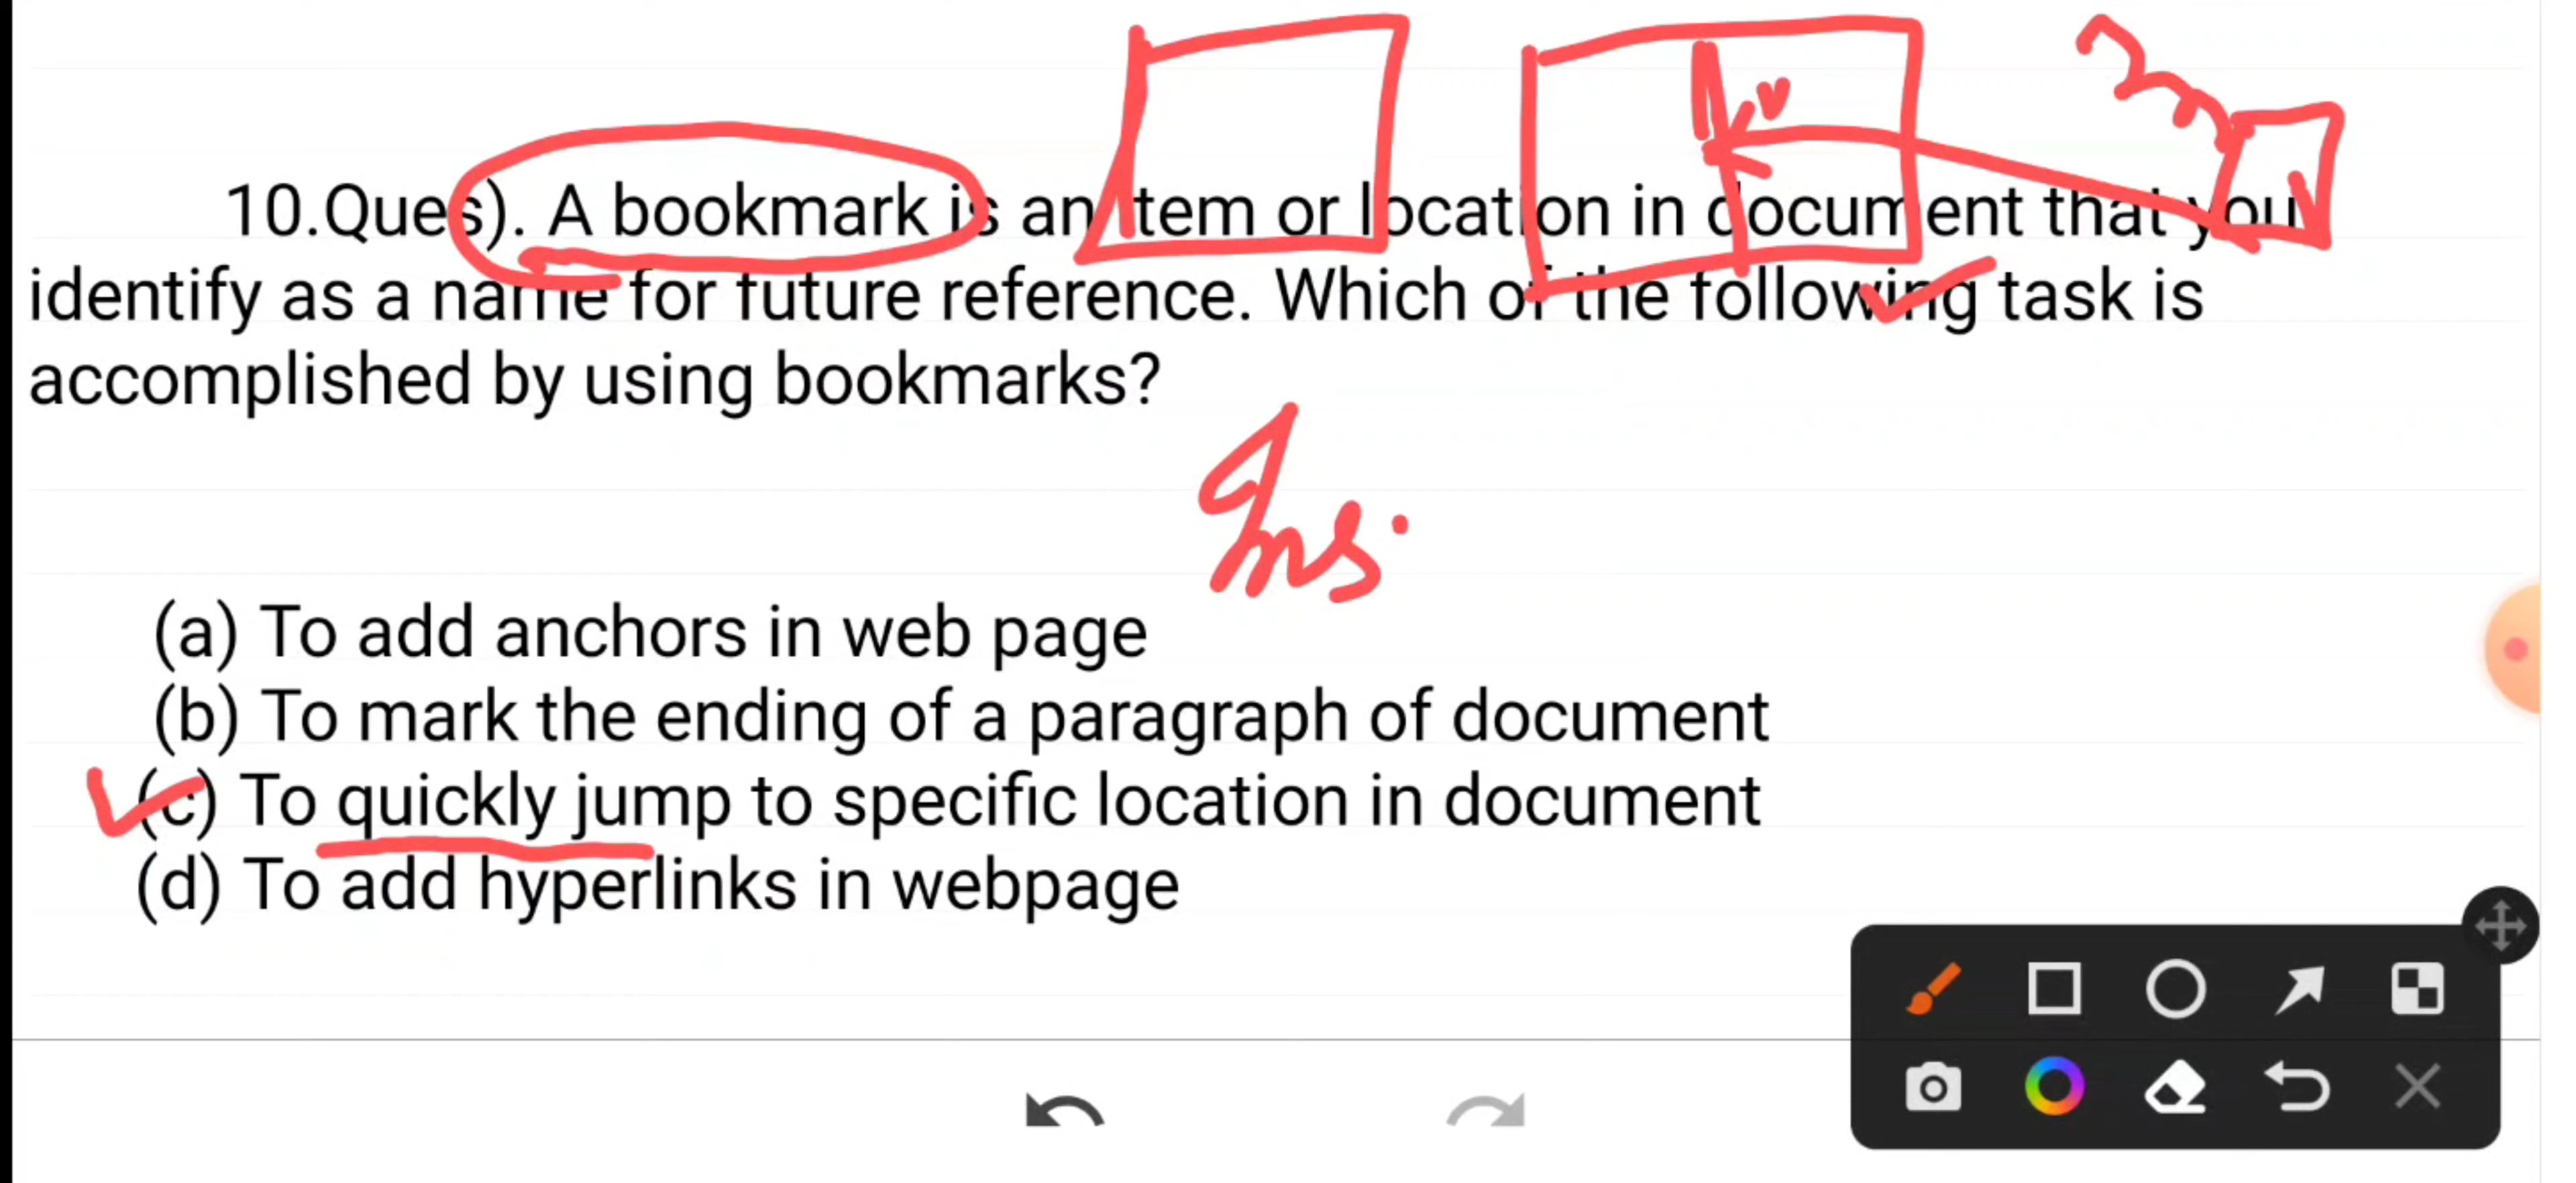 10.Ques). A bookmark is an item or location in document that you
identify as a name for future reference. Which of the following task is
accomplished by using bookmarks?
Ans.
(a) To add anchors in web page
(b) To mark the ending of a paragraph of document
(c) To quickly jump to specific location in document
(d) To add hyperlinks in webpage